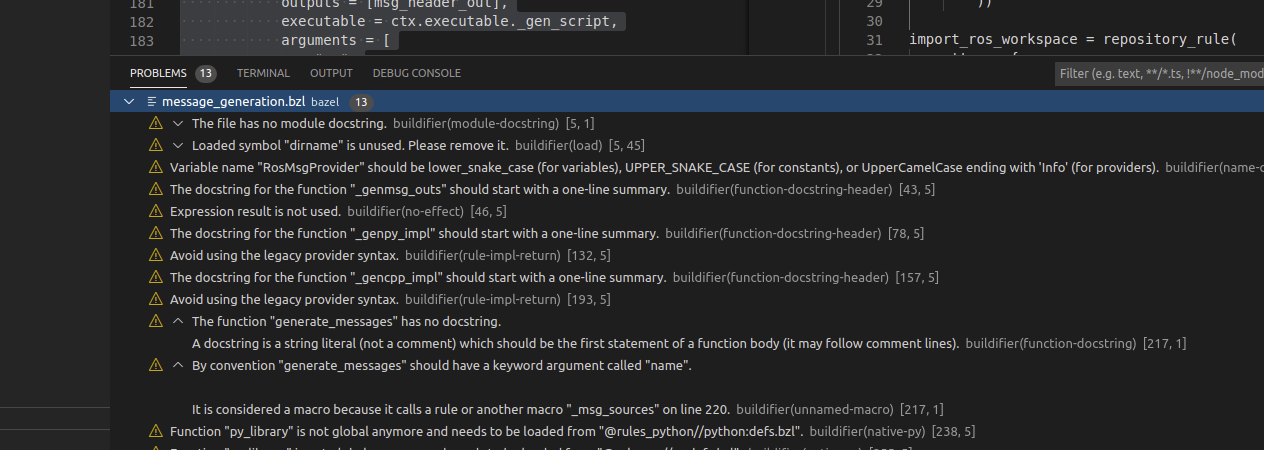 181 outputs = [msg_header_out], 29 ))
182 executable = ctx.executable._gen_script, 30
183 arguments = [ 31 import_ros_workspace = repository_rule(
PROBLEMS 13 TERMINAL OUTPUT DEBUG CONSOLE Filter (e.g. text, **/*.ts, !**/node_mod
message_generation.bzl bazel 13
The file has no module docstring. buildifier(module-docstring) [5, 1]
Loaded symbol "dirname" is unused. Please remove it. buildifier(load) [5, 45]
Variable name "RosMsgProvider" should be lower_snake_case (for variables), UPPER_SNAKE_CASE (for constants), or UpperCamelCase ending with 'Info' (for providers). buildifier(name-c
The docstring for the function "_genmsg_outs" should start with a one-line summary. buildifier(function-docstring-header) [43, 5]
Expression result is not used. buildifier(no-effect) [46, 5]
The docstring for the function "_genpy_impl" should start with a one-line summary. buildifier(function-docstring-header) [78, 5]
Avoid using the legacy provider syntax. buildifier(rule-impl-return) [132, 5]
The docstring for the function "_gencpp_impl" should start with a one-line summary. buildifier(function-docstring-header) [157, 5]
Avoid using the legacy provider syntax. buildifier(rule-impl-return) [193, 5]
The function "generate_messages" has no docstring.
A docstring is a string literal (not a comment) which should be the first statement of a function body (it may follow comment lines). buildifier(function-docstring) [217, 1]
By convention "generate_messages" should have a keyword argument called "name".
It is considered a macro because it calls a rule or another macro "_msg_sources" on line 220. buildifier(unnamed-macro) [217, 1]
Function "py_library" is not global anymore and needs to be loaded from "@rules_python//python:defs.bzl". buildifier(native-py) [238, 5]